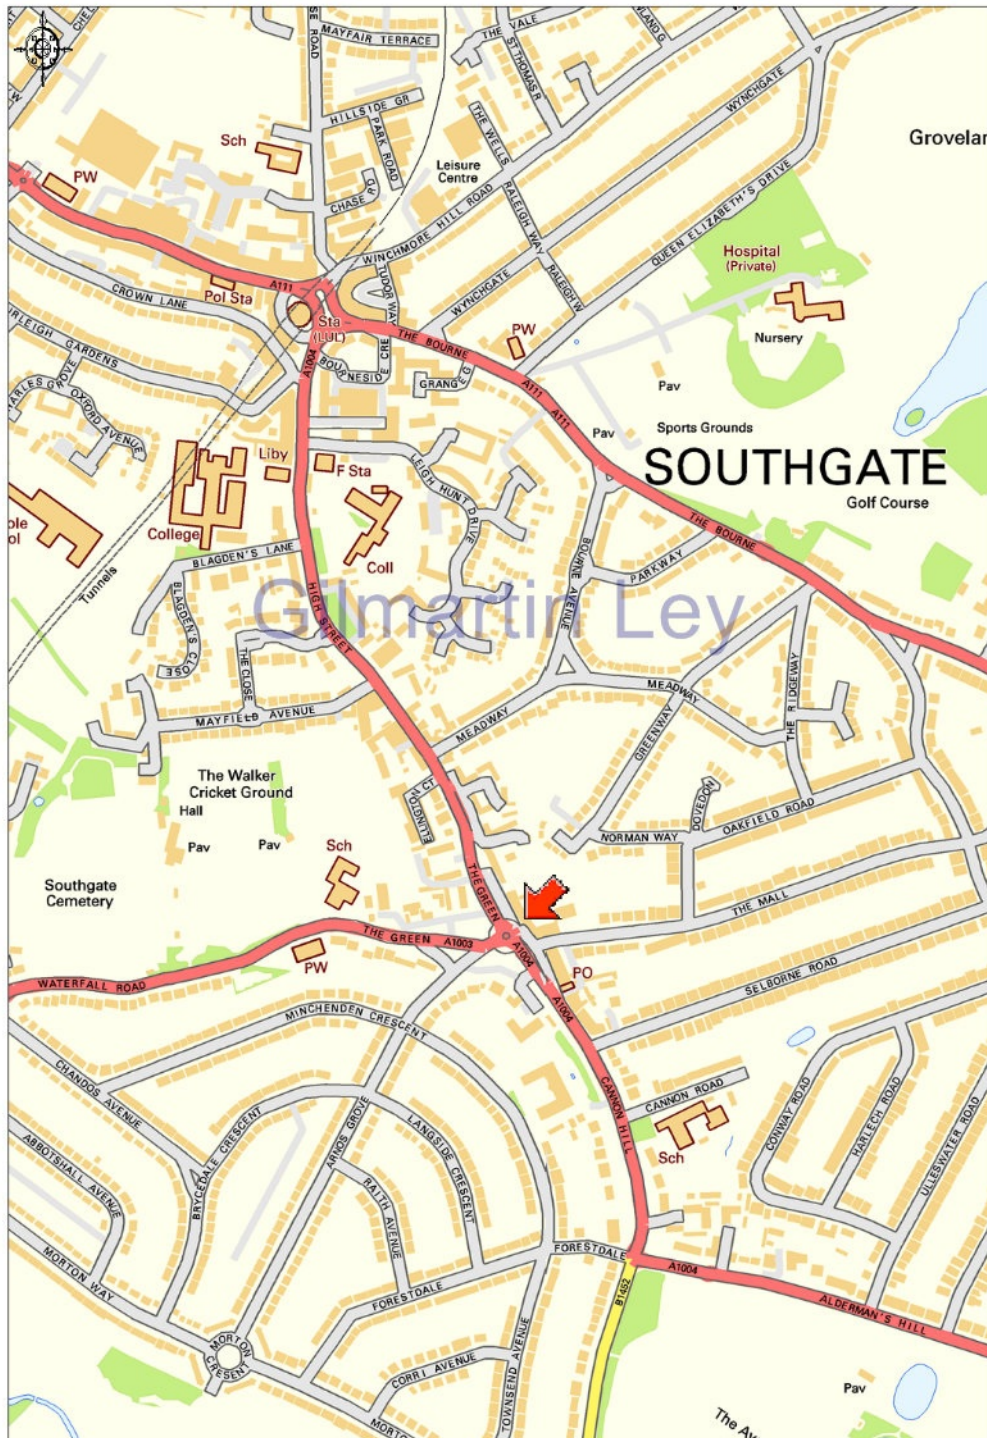 MAYFAIR TERRACE
THE VALE
ST THOMAS R
HILLSIDE GR
PARK ROAD
Sch
PW
CHASE RD
Leisure
Centre
THE WELLS
WYNCHGATE
Grovelan
WINCHMORE HILL ROAD
RALEIGH WAY
QUEEN ELIZABETH'S DRIVE
Hospital
(Private)
A111
Pol Sta
CROWN LANE
Sta
(LUL)
TUDOR WAY
WYNCHGATE
RALEIGH W
THE BOURNE
PW
Nursery
A1004
BOURNESIDE CRE
GRANGE G
A111
A111
Pav
Pav
Sports Grounds
SOUTHGATE
Golf Course
GARDENS
OXFORD AVENUE
Liby
F Sta
LEIGH HUNT DRIVE
College
Coll
THE BOURNE
Tunnels
BLAGDEN'S LANE
BLAGDEN'S CLOSE
HIGH STREET
BOURNE AVENUE
PARKWAY
Gilmartin Ley
THE CLOSE
MAYFIELD AVENUE
MEADWAY
MEADWAY
GREENWAY
THE RIDGEWAY
The Walker
Cricket Ground
Hall
Pav
Pav
ELLINGTON CT
NORMAN WAY
DOVEDON
OAKFIELD ROAD
Sch
Southgate
Cemetery
THE GREEN
THE MALL
THE GREEN
A1003
A1004
PW
PO
WATERFALL ROAD
A1004
SELBORNE ROAD
MINCHENDEN CRESCENT
CHANDOS AVENUE
CANNON HILL
CANNON ROAD
CONWAY ROAD
HARLECH ROAD
ULLESWATER ROAD
ABBOTSHALL AVENUE
BRYCEDALE CRESCENT
ARNOS GROVE
LANGSIDE CRESCENT
Sch
RAITH AVENUE
MORTON WAY
FORESTDALE
A1004
FORESTDALE
B1452
ALDERMAN'S HILL
MORTON
CRESENT
CORRI AVENUE
TOWNSEND AVENUE
Pav
MORTO
The Av